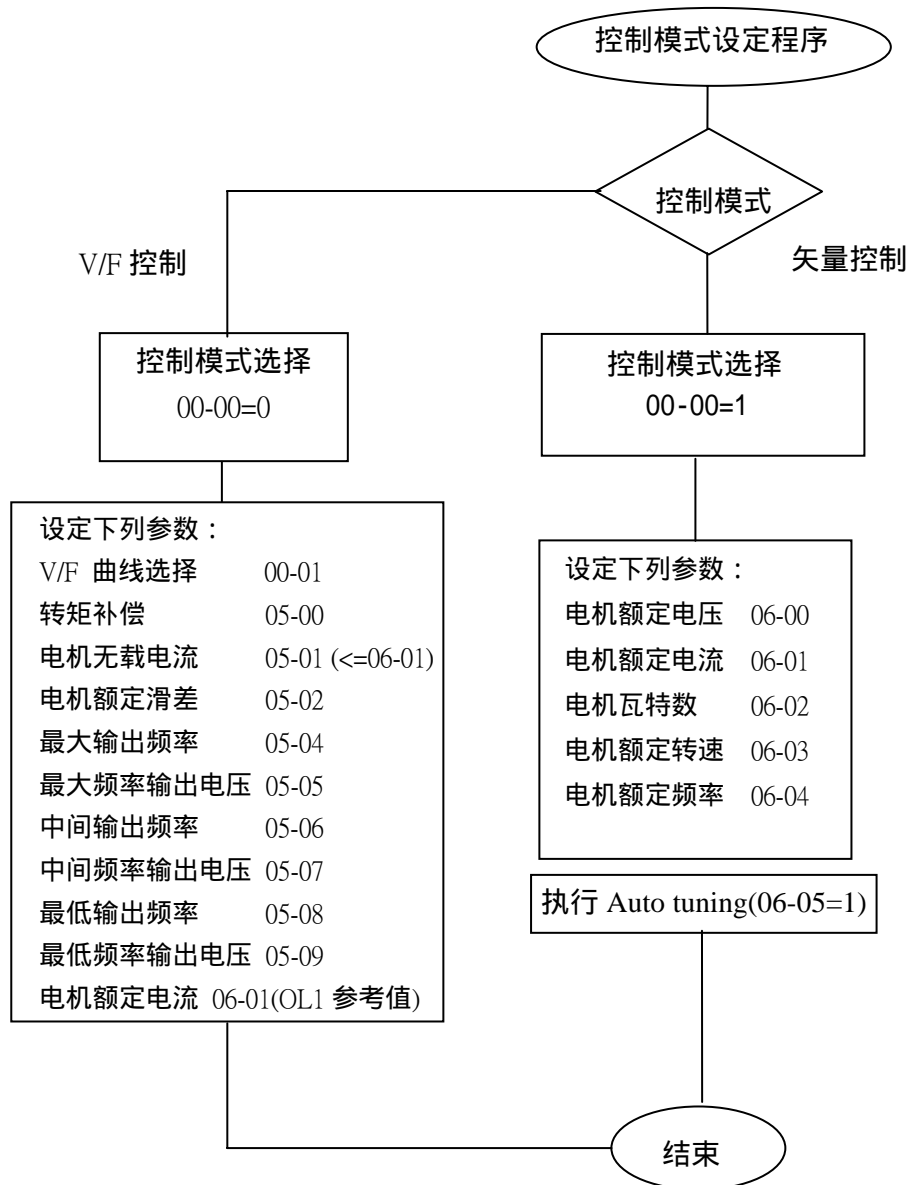 控制模式设定程序
控制模式
V/F 控制
矢量控制
控制模式选择
00-00=0
控制模式选择
00-00=1
设定下列参数：
V/F 曲线选择 00-01
转矩补偿 05-00
电机无载电流 05-01 (<=06-01)
电机额定滑差 05-02
最大输出频率 05-04
最大频率输出电压 05-05
中间输出频率 05-06
中间频率输出电压 05-07
最低输出频率 05-08
最低频率输出电压 05-09
电机额定电流 06-01(OL1 参考值)
设定下列参数：
电机额定电压 06-00
电机额定电流 06-01
电机瓦特数 06-02
电机额定转速 06-03
电机额定频率 06-04
执行 Auto tuning(06-05=1)
结束